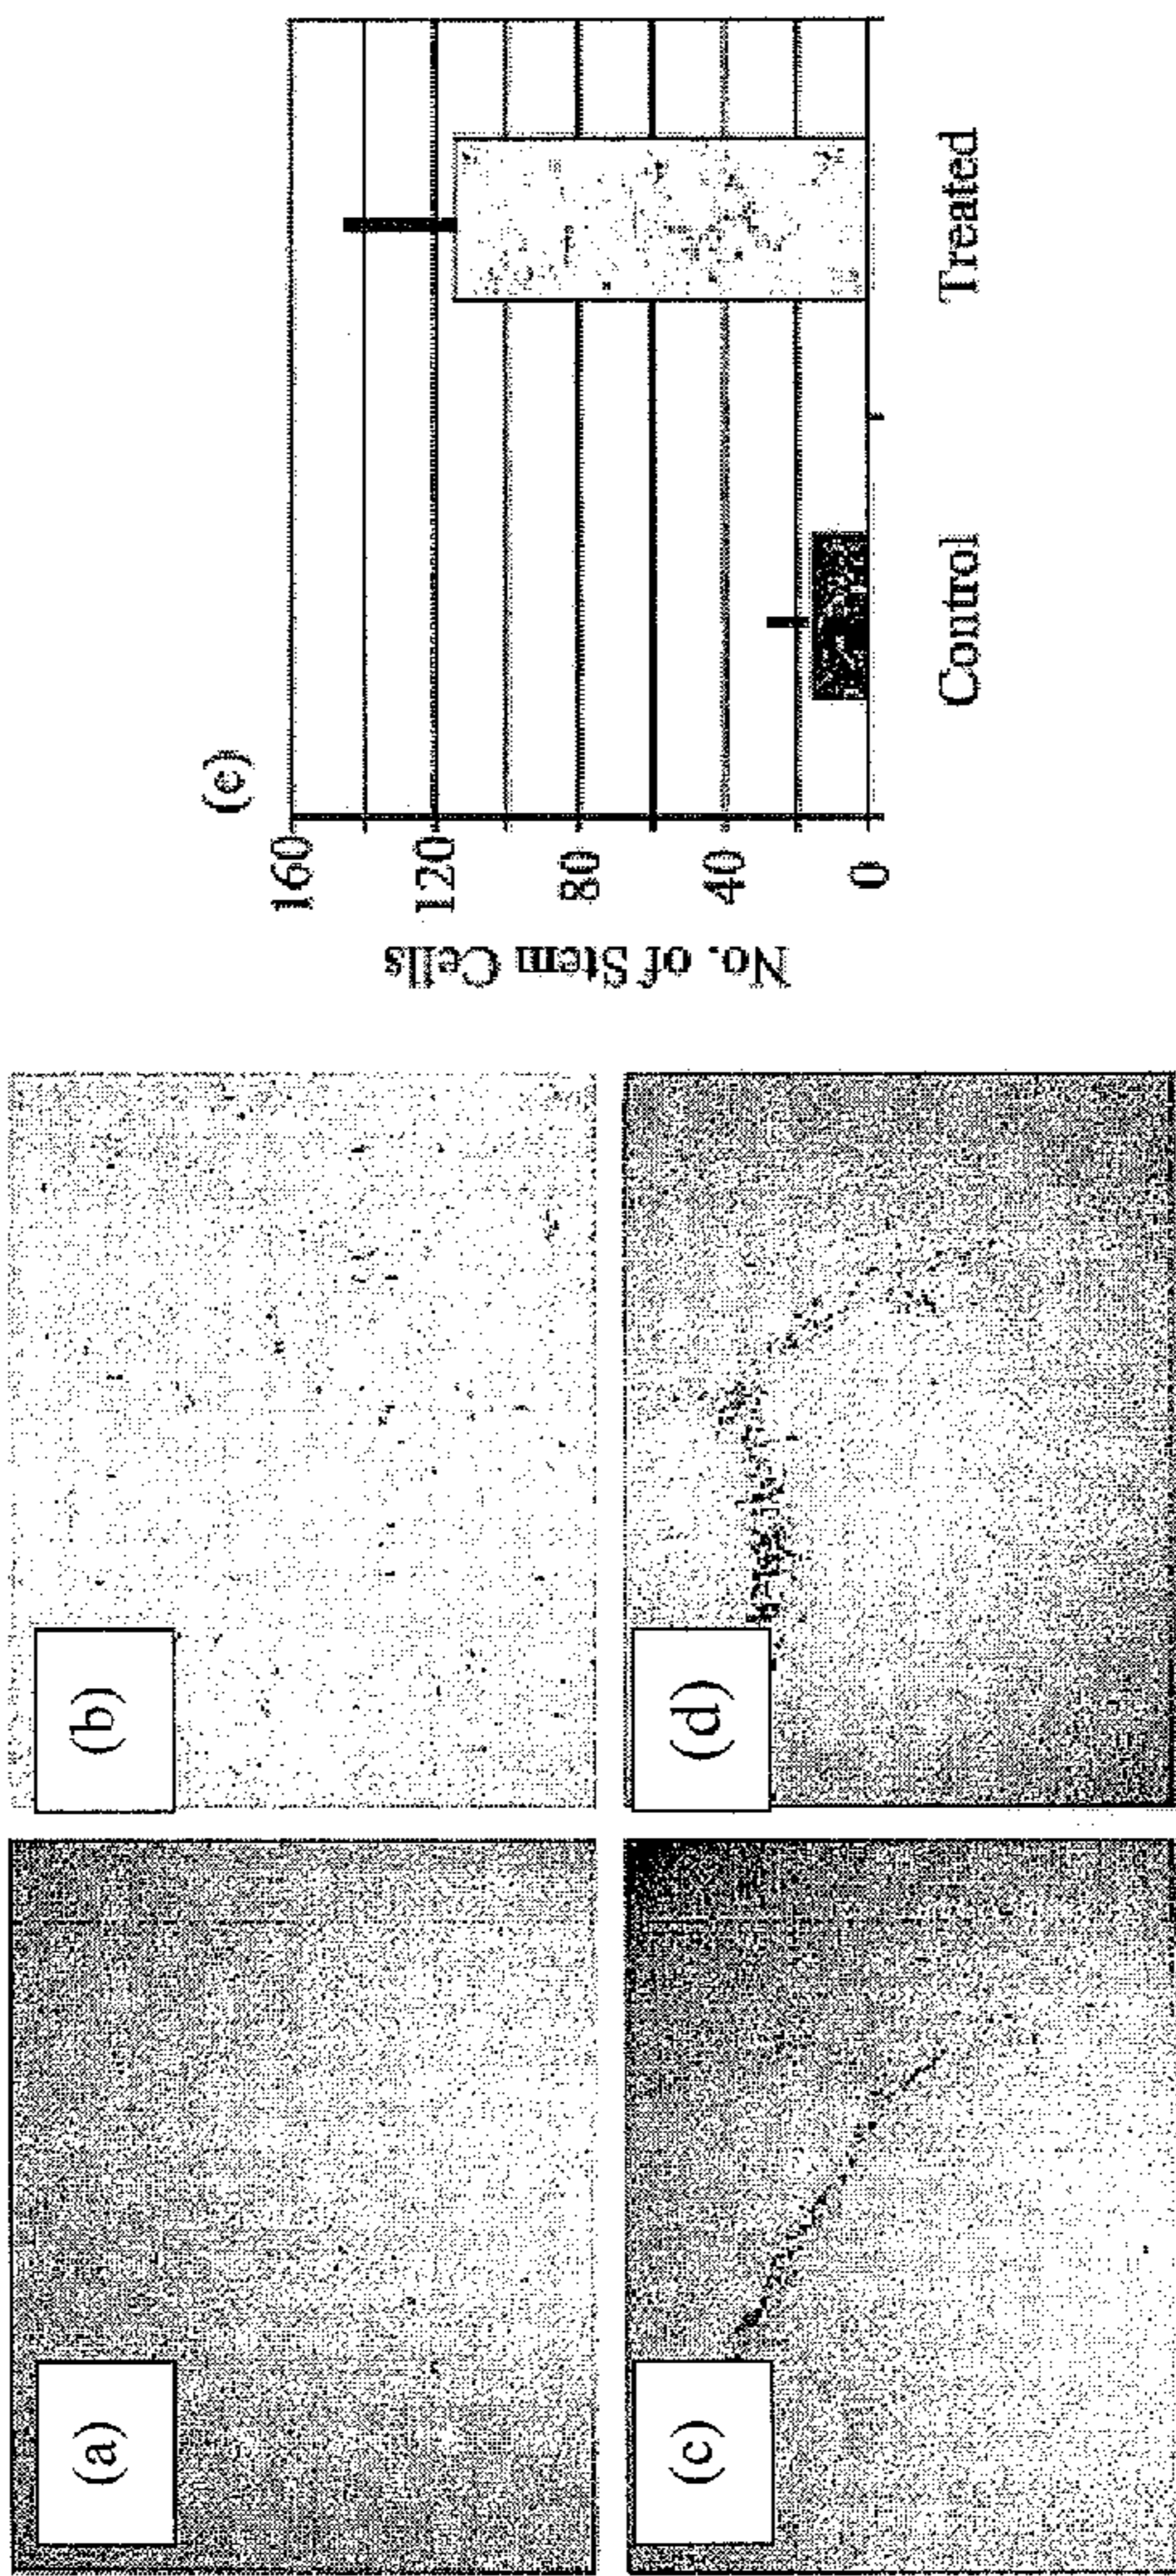 (a)
(b)
(c)
(d)
(e)
No. of Stem Cells
160
120
80
40
0
Control
Treated